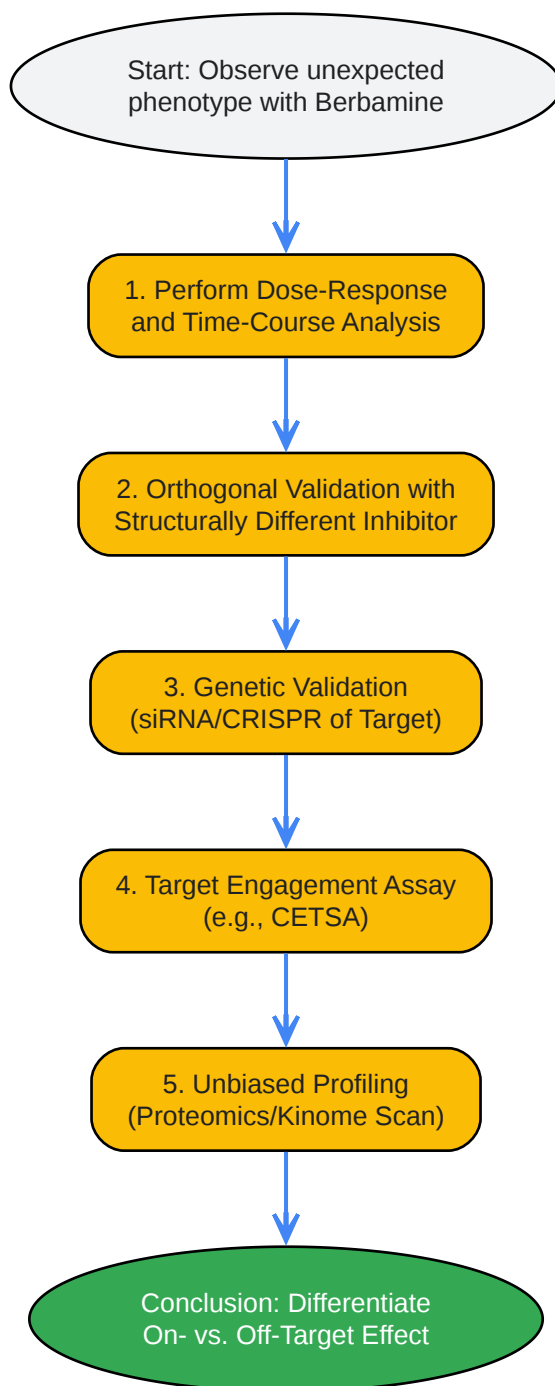 Start: Observe unexpected
phenotype with Berbamine
1. Perform Dose-Response
and Time-Course Analysis
2. Orthogonal Validation with
Structurally Different Inhibitor
3. Genetic Validation
(siRNA/CRISPR of Target)
4. Target Engagement Assay
(e.g., CETSA)
5. Unbiased Profiling
(Proteomics/Kinome Scan)
Conclusion: Differentiate
On- vs. Off-Target Effect